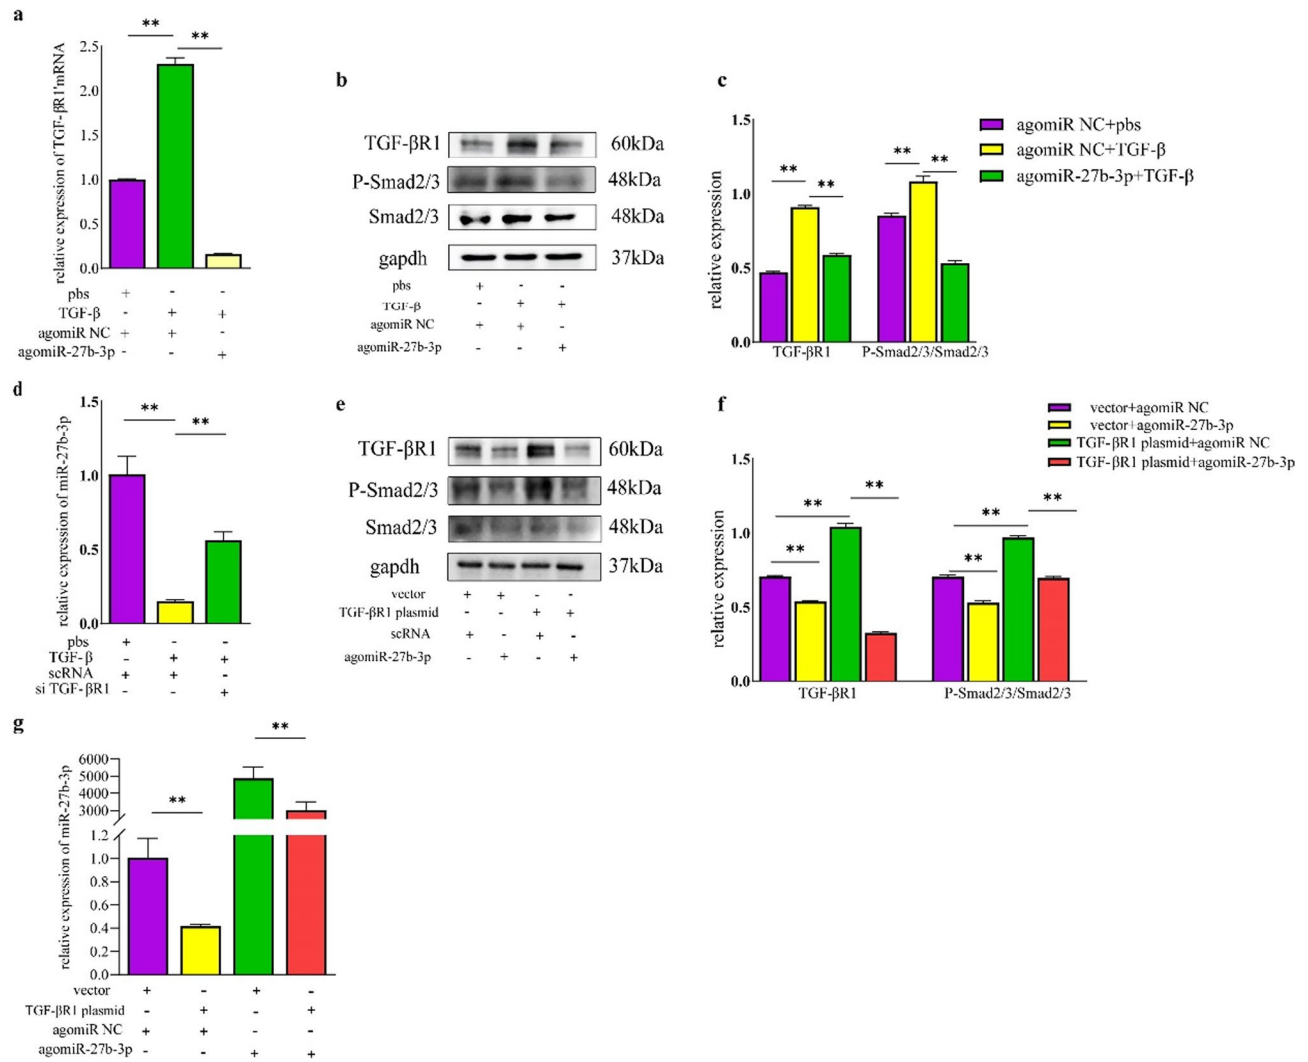 a
**
**
relative expression of TGF-βR1'mRNA
2.5
2.0
1.5
1.0
0.5
0.0
pbs + - -
TGF-β - + +
agomiR NC + + -
agomiR-27b-3p - - +
b
TGF-βR1 60kDa
P-Smad2/3 48kDa
Smad2/3 48kDa
gapdh 37kDa
pbs + - -
TGF-β - + +
agomiR NC + + -
agomiR-27b-3p - - +
c
relative expression
1.5
1.0
0.5
0.0
** ** ** **
TGF-βR1 P-Smad2/3/Smad2/3
agomiR NC+pbs
agomiR NC+TGF-β
agomiR-27b-3p+TGF-β
d
relative expression of miR-27b-3p
1.5
1.0
0.5
0.0
** **
pbs + - -
TGF-β - + +
scRNA + + -
si TGF-βR1 - - +
e
TGF-βR1 60kDa
P-Smad2/3 48kDa
Smad2/3 48kDa
gapdh 37kDa
vector + + - -
TGF-βR1 plasmid - - + +
scRNA + - + -
agomiR-27b-3p - + - +
f
vector+agomiR NC
vector+agomiR-27b-3p
TGF-βR1 plasmid+agomiR NC
TGF-βR1 plasmid+agomiR-27b-3p
relative expression
1.5
1.0
0.5
0.0
** ** ** ** ** **
TGF-βR1 P-Smad2/3/Smad2/3
g
relative expression of miR-27b-3p
6000
5000
4000
3000
1.2
1.0
0.8
0.6
0.4
0.2
0.0
** **
vector + - + -
TGF-βR1 plasmid - + - +
agomiR NC + + - -
agomiR-27b-3p - - + +